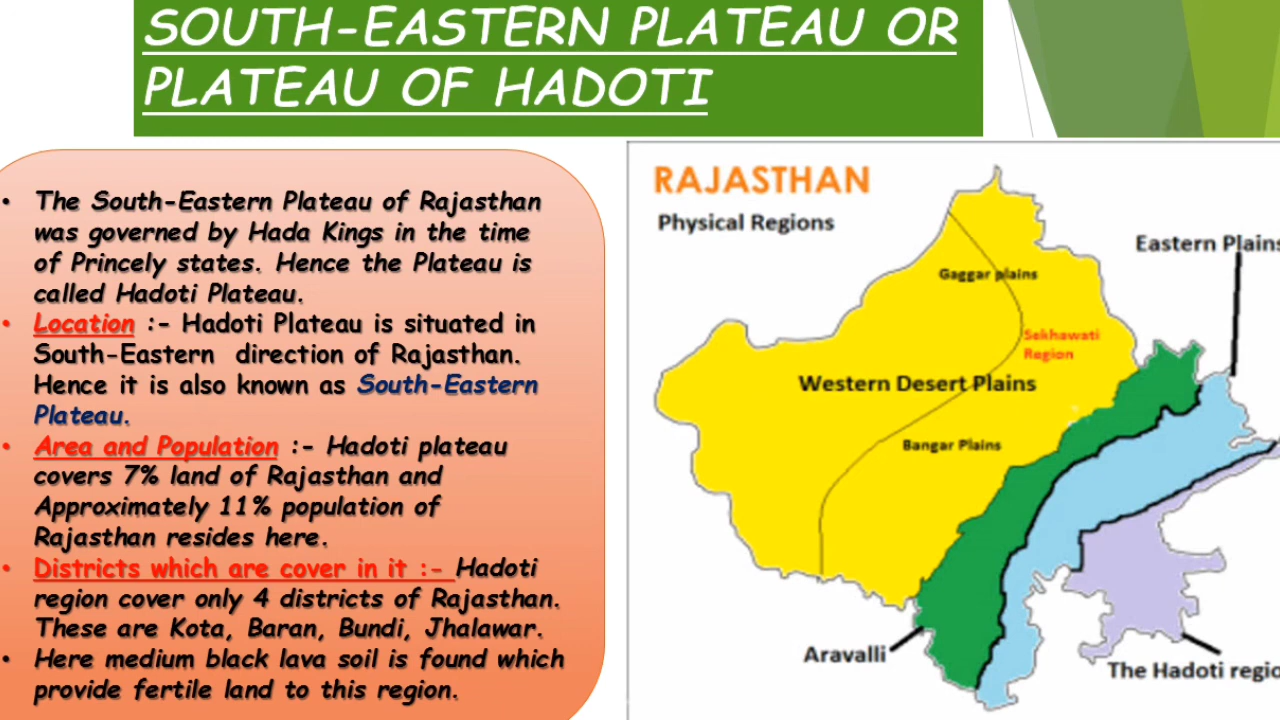 SOUTH-EASTERN PLATEAU OR
PLATEAU OF HADOTI
• The South-Eastern Plateau of Rajasthan
was governed by Hada Kings in the time
of Princely states. Hence the Plateau is
called Hadoti Plateau.
• Location :- Hadoti Plateau is situated in
South-Eastern direction of Rajasthan.
Hence it is also known as South-Eastern
Plateau.
• Area and Population :- Hadoti plateau
covers 7% land of Rajasthan and
Approximately 11% population of
Rajasthan resides here.
• Districts which are cover in it :- Hadoti
region cover only 4 districts of Rajasthan.
These are Kota, Baran, Bundi, Jhalawar.
• Here medium black lava soil is found which
provide fertile land to this region.
RAJASTHAN
Physical Regions
Eastern Plains
Gaggar plains
Sekhawati
Region
Western Desert Plains
Bangar Plains
Aravalli
The Hadoti regio